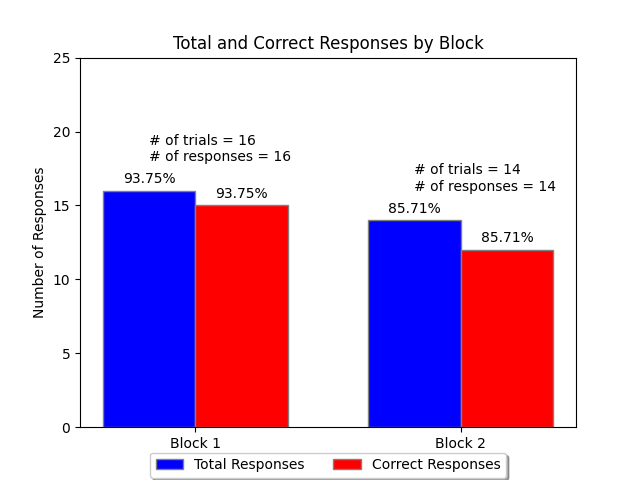 Total and Correct Responses by Block
25
20
15
10
5
0
Number of Responses
# of trials = 16
# of responses = 16
93.75%
93.75%
# of trials = 14
# of responses = 14
85.71%
85.71%
Block 1
Block 2
Total Responses
Correct Responses